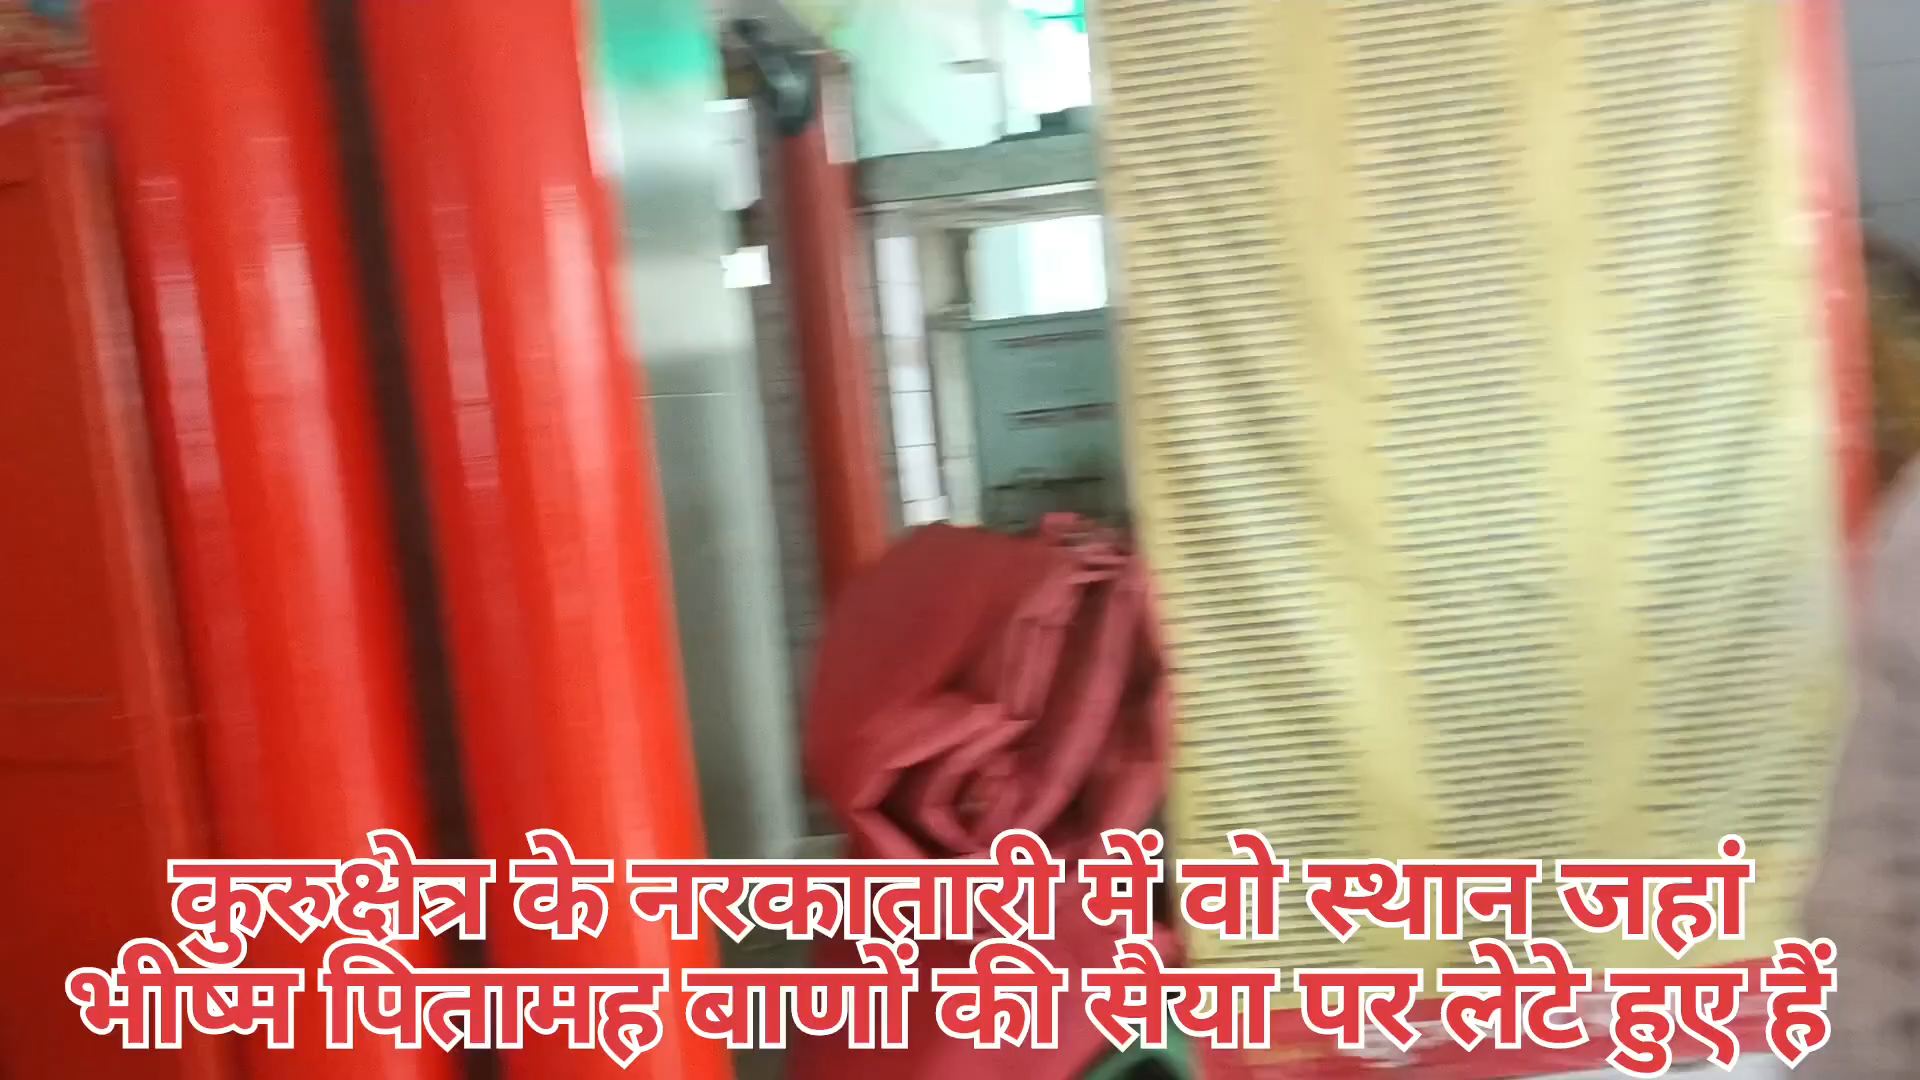 कुरुक्षेत्र के नरकातारी में वो स्थान जहां
भीष्म पितामह बाणों की सैया पर लेटे हुए हैं